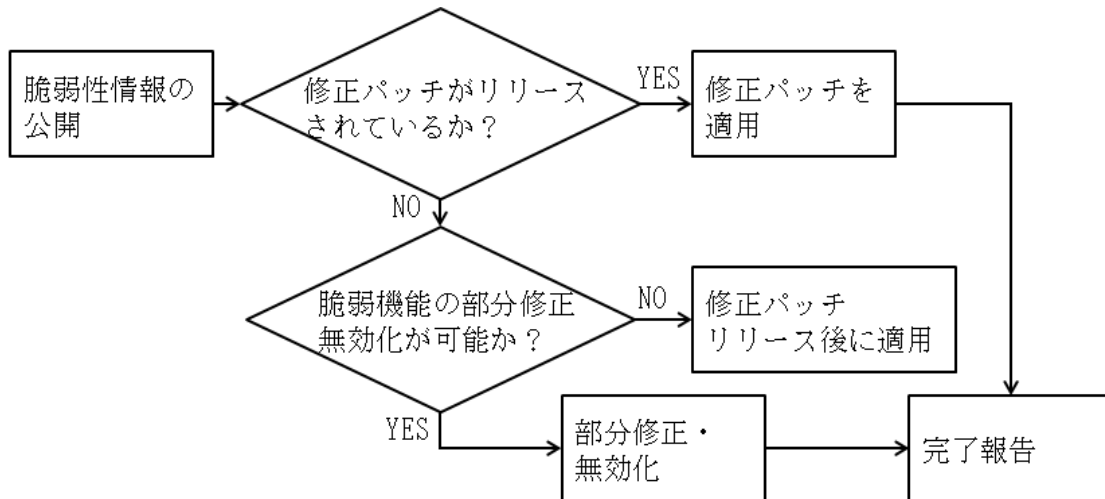 脆弱性情報の
公開
修正パッチがリリース
されているか？
YES
修正パッチを
適用
NO
脆弱機能の部分修正
無効化が可能か？
NO
修正パッチ
リリース後に適用
YES
部分修正・
無効化
完了報告